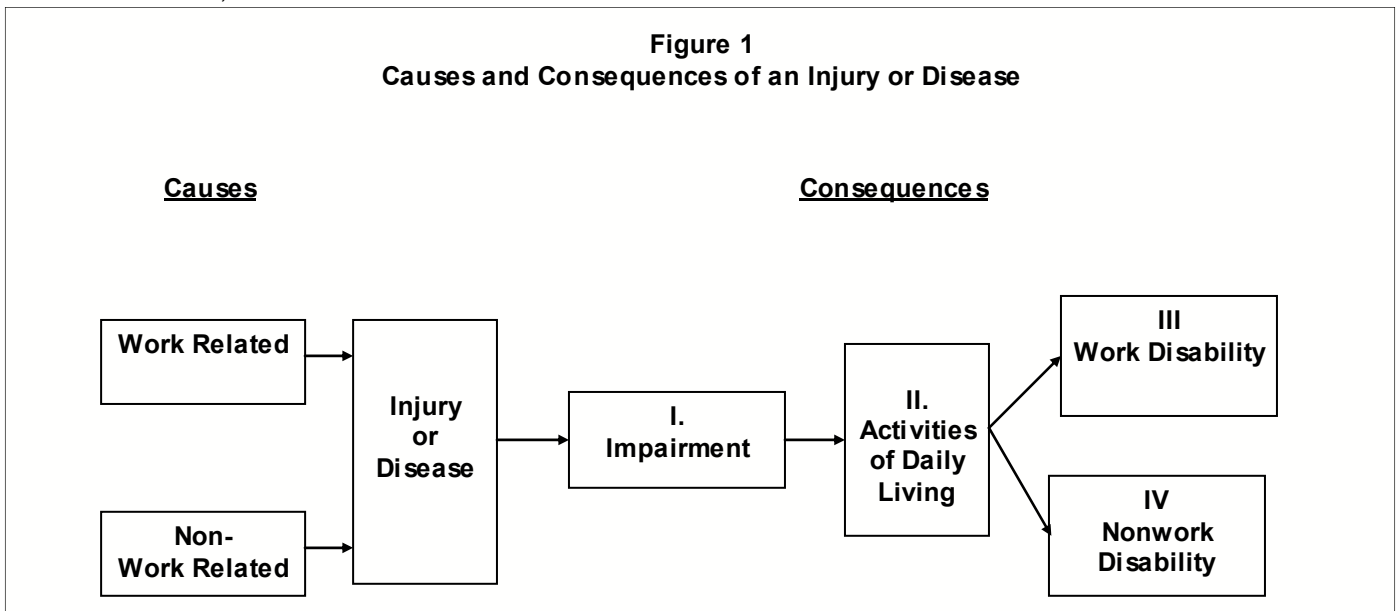 Figure 1
Causes and Consequences of an Injury or Disease
Causes
Consequences
Work Related
Non-
Work Related
Injury
or
Disease
I.
Impairment
II.
Activities
of Daily
Living
III
Work Disability
IV
Nonwork
Disability